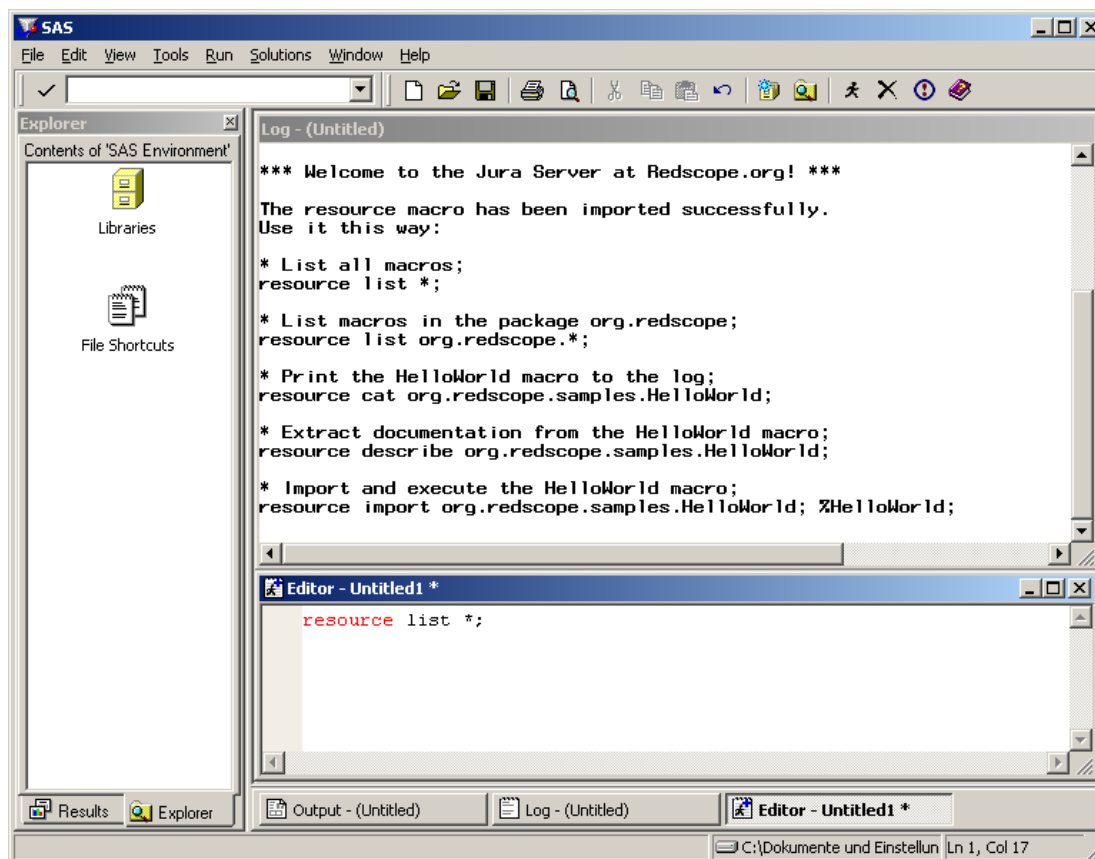 SAS
File Edit View Tools Run Solutions Window Help
Explorer
Contents of 'SAS Environment'
Libraries
File Shortcuts
Log - (Untitled)
*** Welcome to the Jura Server at Redscope.org! ***
The resource macro has been imported successfully.
Use it this way:
* List all macros;
resource list *;
* List macros in the package org.redscope;
resource list org.redscope.*;
* Print the HelloWorld macro to the log;
resource cat org.redscope.samples.HelloWorld;
* Extract documentation from the HelloWorld macro;
resource describe org.redscope.samples.HelloWorld;
* Import and execute the HelloWorld macro;
resource import org.redscope.samples.HelloWorld; %HelloWorld;
Editor - Untitled1 *
resource list *;
Results Explorer
Output - (Untitled) Log - (Untitled) Editor - Untitled1 *
C:\Dokumente und Einstellun Ln 1, Col 17